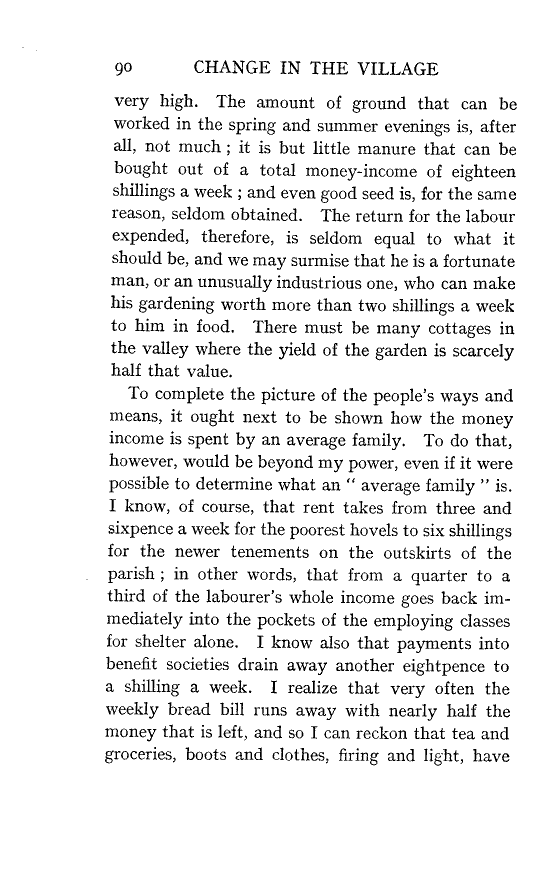 90 CHANGE IN THE VILLAGE
very high. The amount of ground that can be
worked in the spring and summer evenings is, after
all, not much ; it is but little manure that can be
bought out of a total money-income of eighteen
shillings a week ; and even good seed is, for the same
reason, seldom obtained. The return for the labour
expended, therefore, is seldom equal to what it
should be, and we may surmise that he is a fortunate
man, or an unusually industrious one, who can make
his gardening worth more than two shillings a week
to him in food. There must be many cottages in
the valley where the yield of the garden is scarcely
half that value.
To complete the picture of the people's ways and
means, it ought next to be shown how the money
income is spent by an average family. To do that,
however, would be beyond my power, even if it were
possible to determine what an “ average family ” is.
I know, of course, that rent takes from three and
sixpence a week for the poorest hovels to six shillings
for the newer tenements on the outskirts of the
parish ; in other words, that from a quarter to a
third of the labourer's whole income goes back im-
mediately into the pockets of the employing classes
for shelter alone. I know also that payments into
benefit societies drain away another eightpence to
a shilling a week. I realize that very often the
weekly bread bill runs away with nearly half the
money that is left, and so I can reckon that tea and
groceries, boots and clothes, firing and light, have